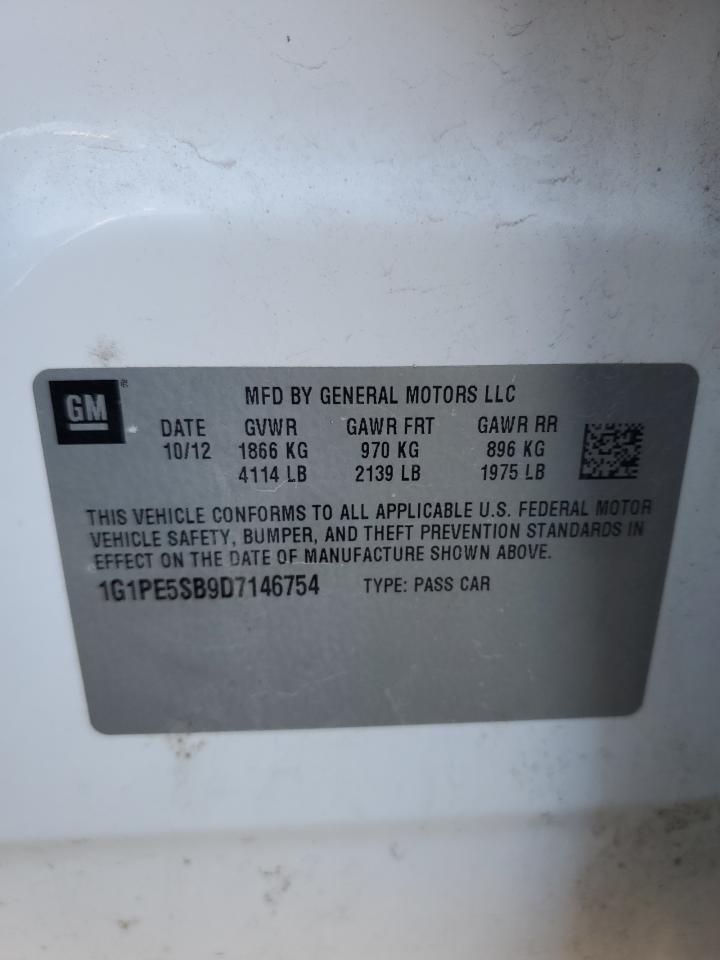 GM®
MFD BY GENERAL MOTORS LLC
DATE GVWR GAWR FRT GAWR RR
10/12 1866 KG 970 KG 896 KG
4114 LB 2139 LB 1975 LB
THIS VEHICLE CONFORMS TO ALL APPLICABLE U.S. FEDERAL MOTOR
VEHICLE SAFETY, BUMPER, AND THEFT PREVENTION STANDARDS IN
EFFECT ON THE DATE OF MANUFACTURE SHOWN ABOVE.
1G1PE5SB9D7146754 TYPE: PASS CAR